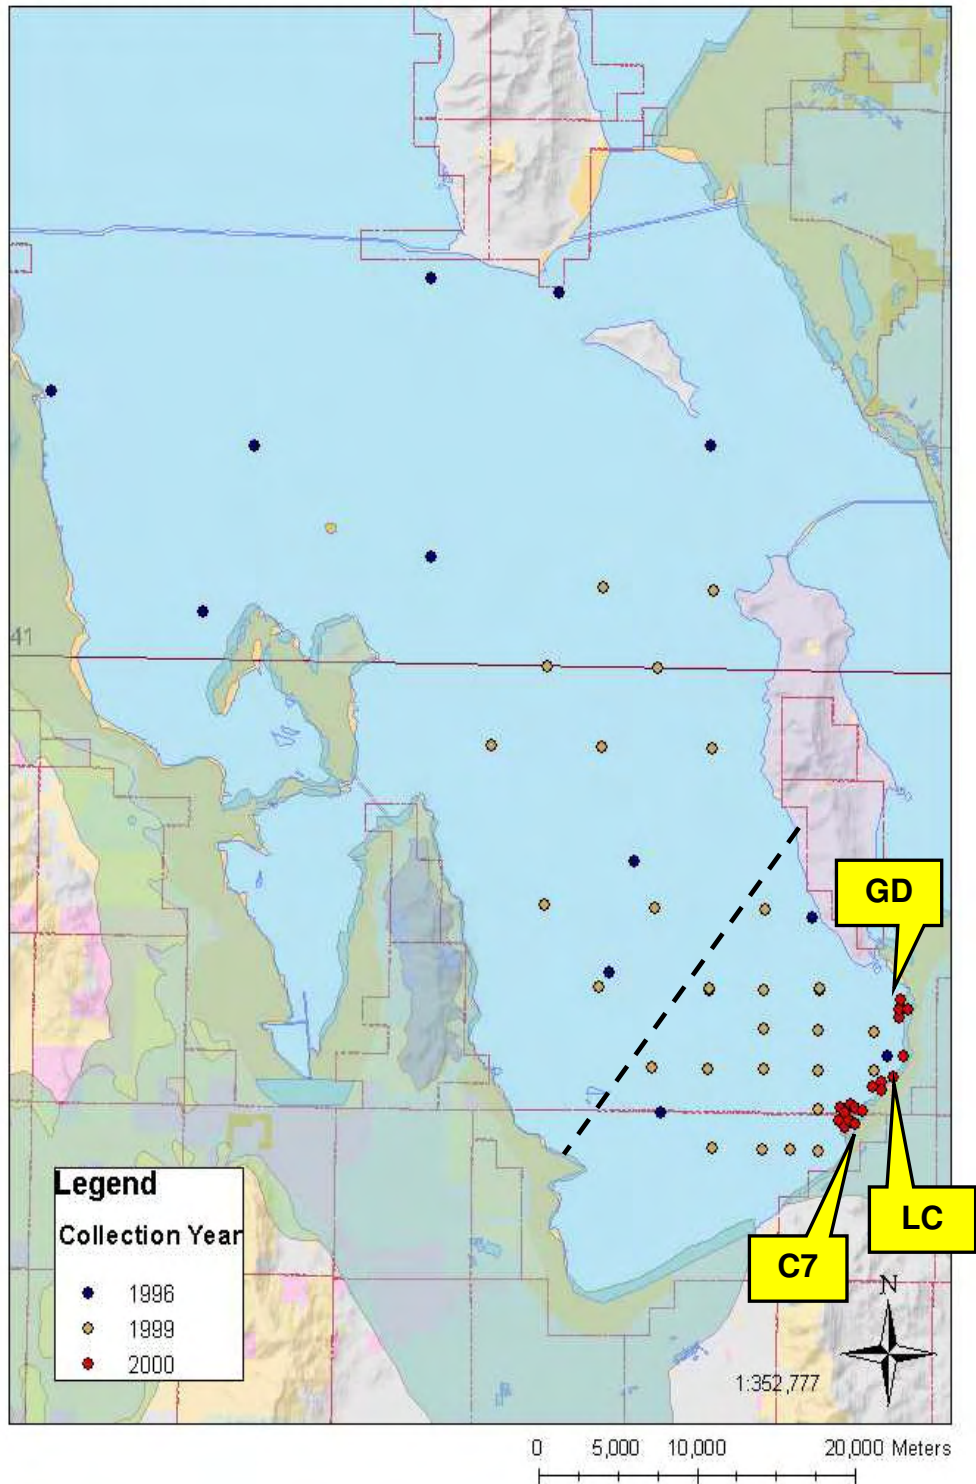 41
GD
LC
C7
Legend
Collection Year
1996
1999
2000
N
1:352,777
0 5,000 10,000 20,000 Meters